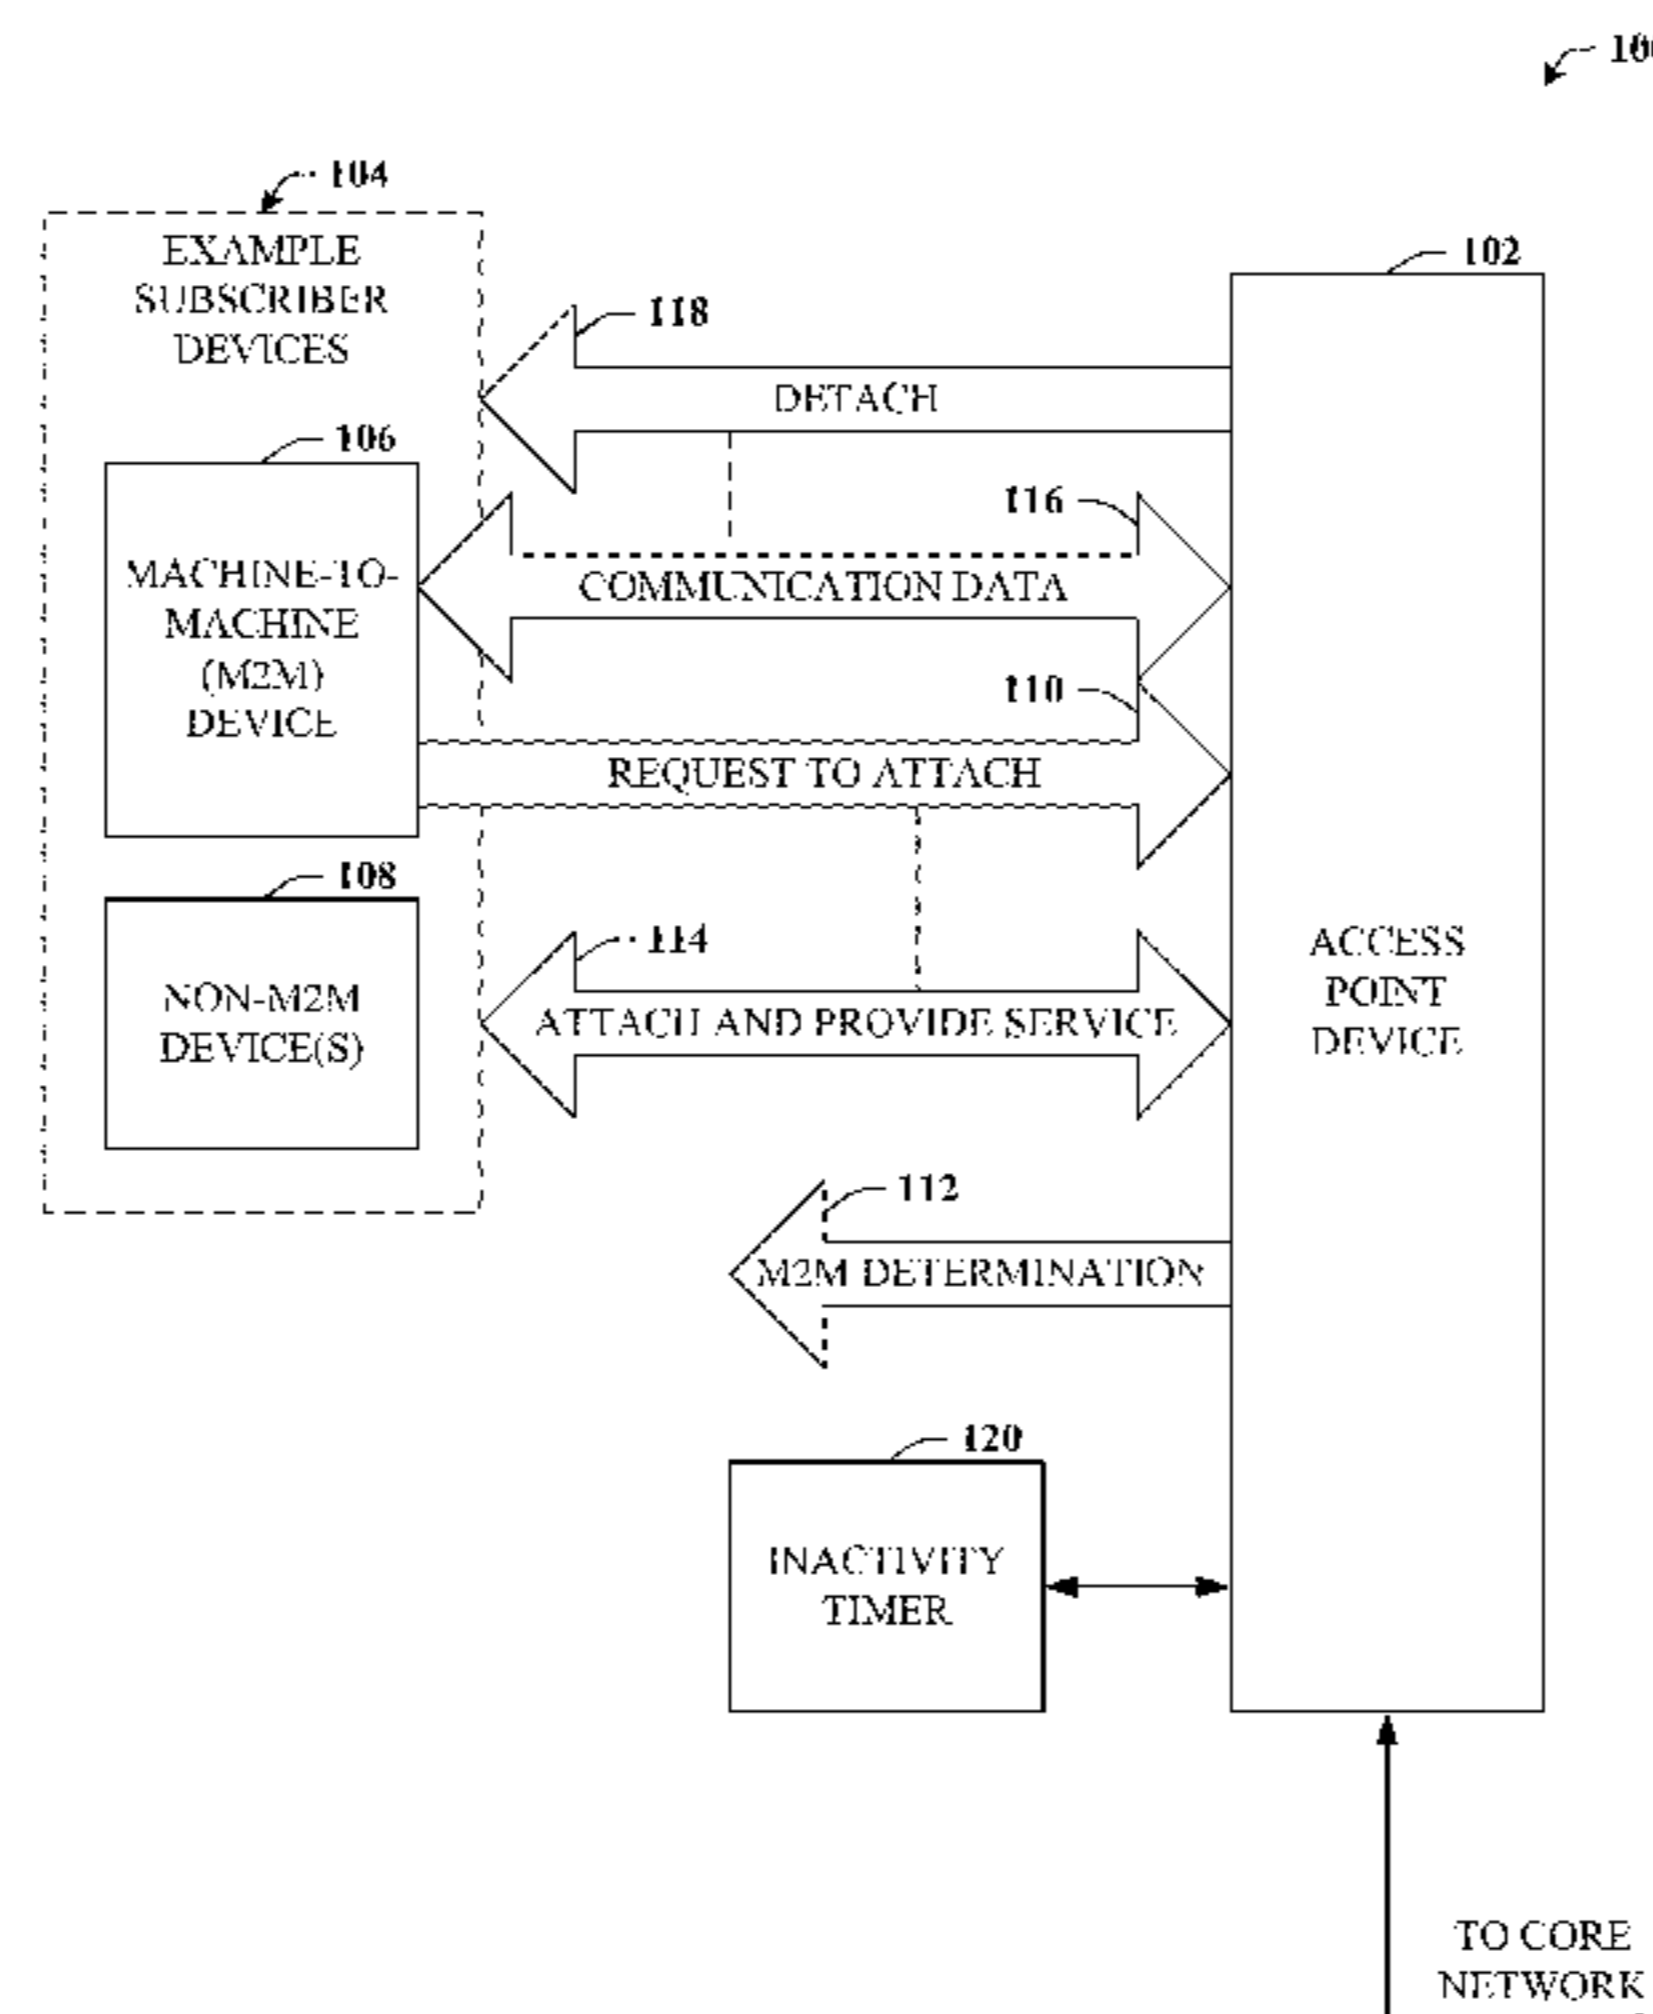 104
EXAMPLE
SUBSCRIBER
DEVICES
102
118
DETACH
106
MACHINE-TO-
MACHINE
(M2M)
DEVICE
116
COMMUNICATION DATA
110
REQUEST TO ATTACH
108
NON-M2M
DEVICE(S)
114
ATTACH AND PROVIDE SERVICE
ACCESS
POINT
DEVICE
112
M2M DETERMINATION
120
INACTIVITY
TIMER
TO CORE
NETWORK